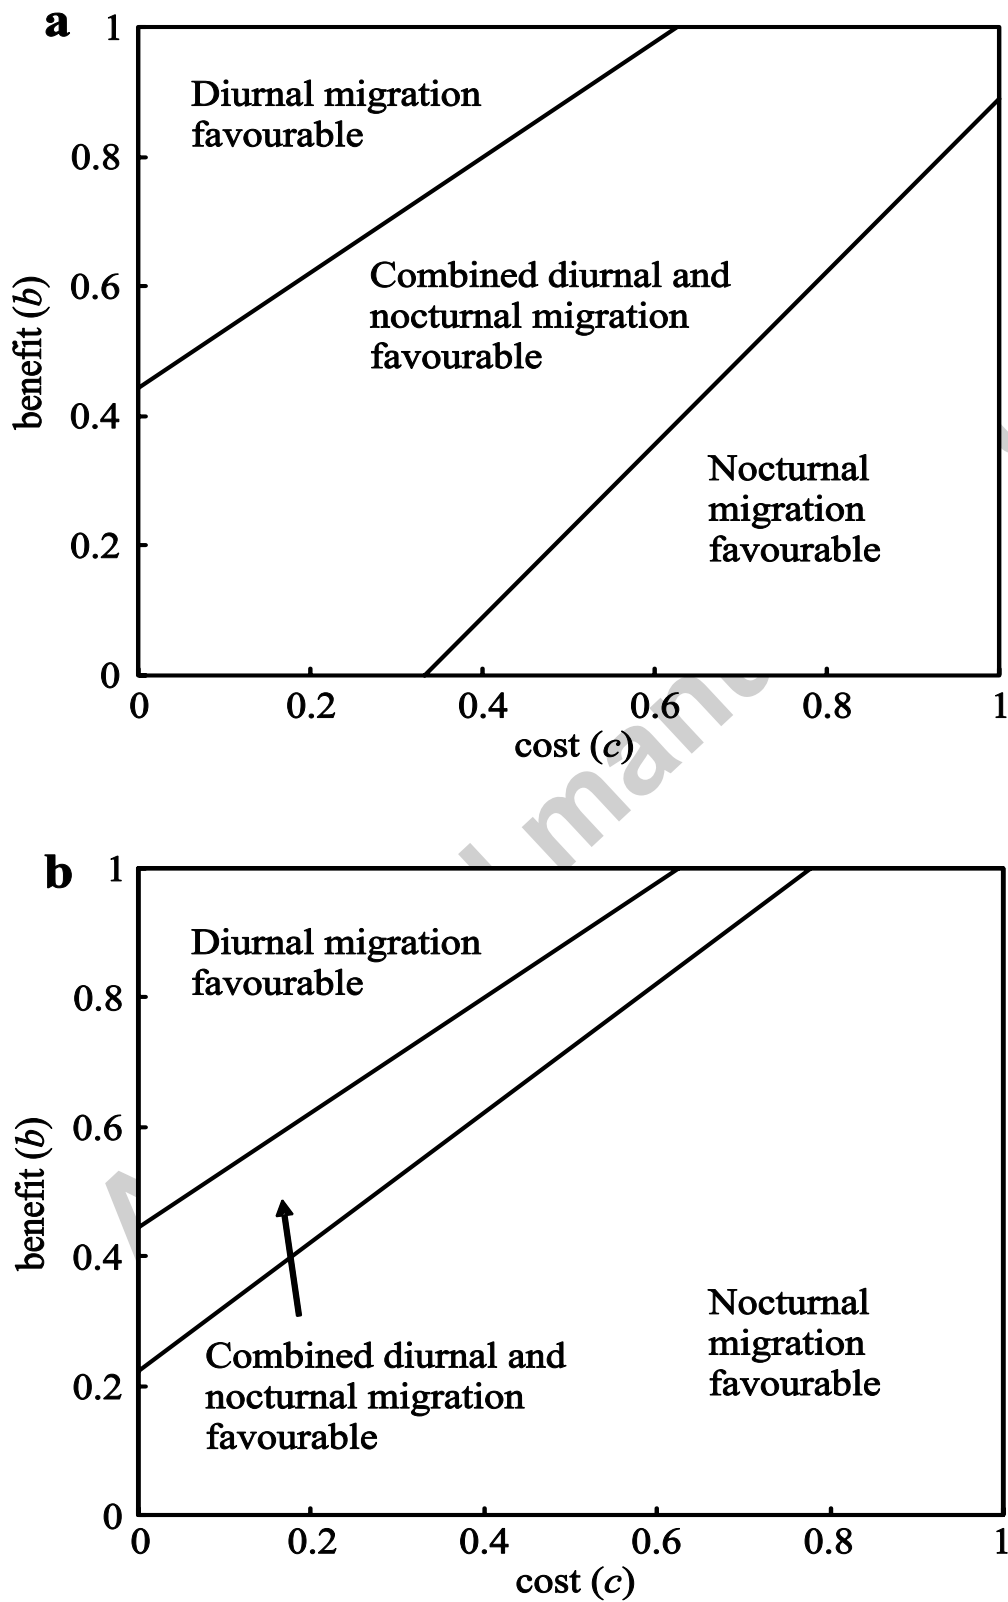 a
1
Diurnal migration
favourable
0.8
0.6
Combined diurnal and
nocturnal migration
favourable
benefit (b)
0.4
Nocturnal
migration
favourable
0.2
0
0 0.2 0.4 0.6 0.8 1
cost (c)
b
1
Diurnal migration
favourable
0.8
0.6
benefit (b)
0.4
Nocturnal
migration
favourable
Combined diurnal and
nocturnal migration
favourable
0.2
0
0 0.2 0.4 0.6 0.8 1
cost (c)